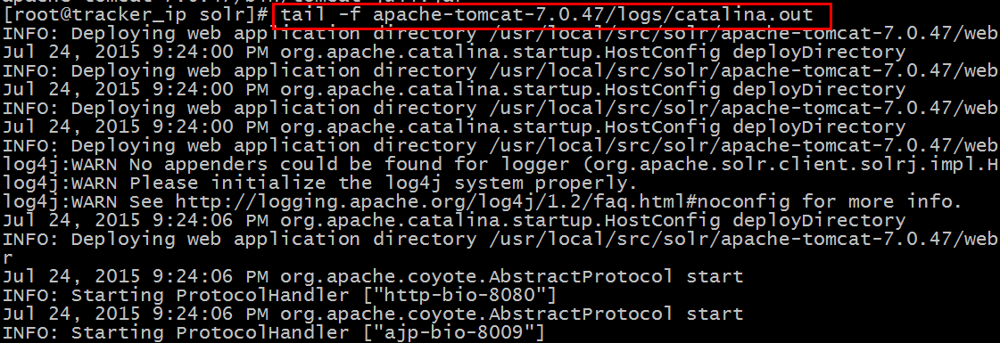 [root@tracker_ip solr]# tail -f apache-tomcat-7.0.47/logs/catalina.out
INFO: Deploying web application directory /usr/local/src/solr/apache-tomcat-7.0.47/web
Jul 24, 2015 9:24:00 PM org.apache.catalina.startup.HostConfig deployDirectory
INFO: Deploying web application directory /usr/local/src/solr/apache-tomcat-7.0.47/web
Jul 24, 2015 9:24:00 PM org.apache.catalina.startup.HostConfig deployDirectory
INFO: Deploying web application directory /usr/local/src/solr/apache-tomcat-7.0.47/web
Jul 24, 2015 9:24:00 PM org.apache.catalina.startup.HostConfig deployDirectory
INFO: Deploying web application directory /usr/local/src/solr/apache-tomcat-7.0.47/web
log4j:WARN No appenders could be found for logger (org.apache.solr.client.solrj.impl.H
log4j:WARN Please initialize the log4j system properly.
log4j:WARN See http://logging.apache.org/log4j/1.2/faq.html#noconfig for more info.
Jul 24, 2015 9:24:06 PM org.apache.catalina.startup.HostConfig deployDirectory
INFO: Deploying web application directory /usr/local/src/solr/apache-tomcat-7.0.47/web
r
Jul 24, 2015 9:24:06 PM org.apache.coyote.AbstractProtocol start
INFO: Starting ProtocolHandler ["http-bio-8080"]
Jul 24, 2015 9:24:06 PM org.apache.coyote.AbstractProtocol start
INFO: Starting ProtocolHandler ["ajp-bio-8009"]